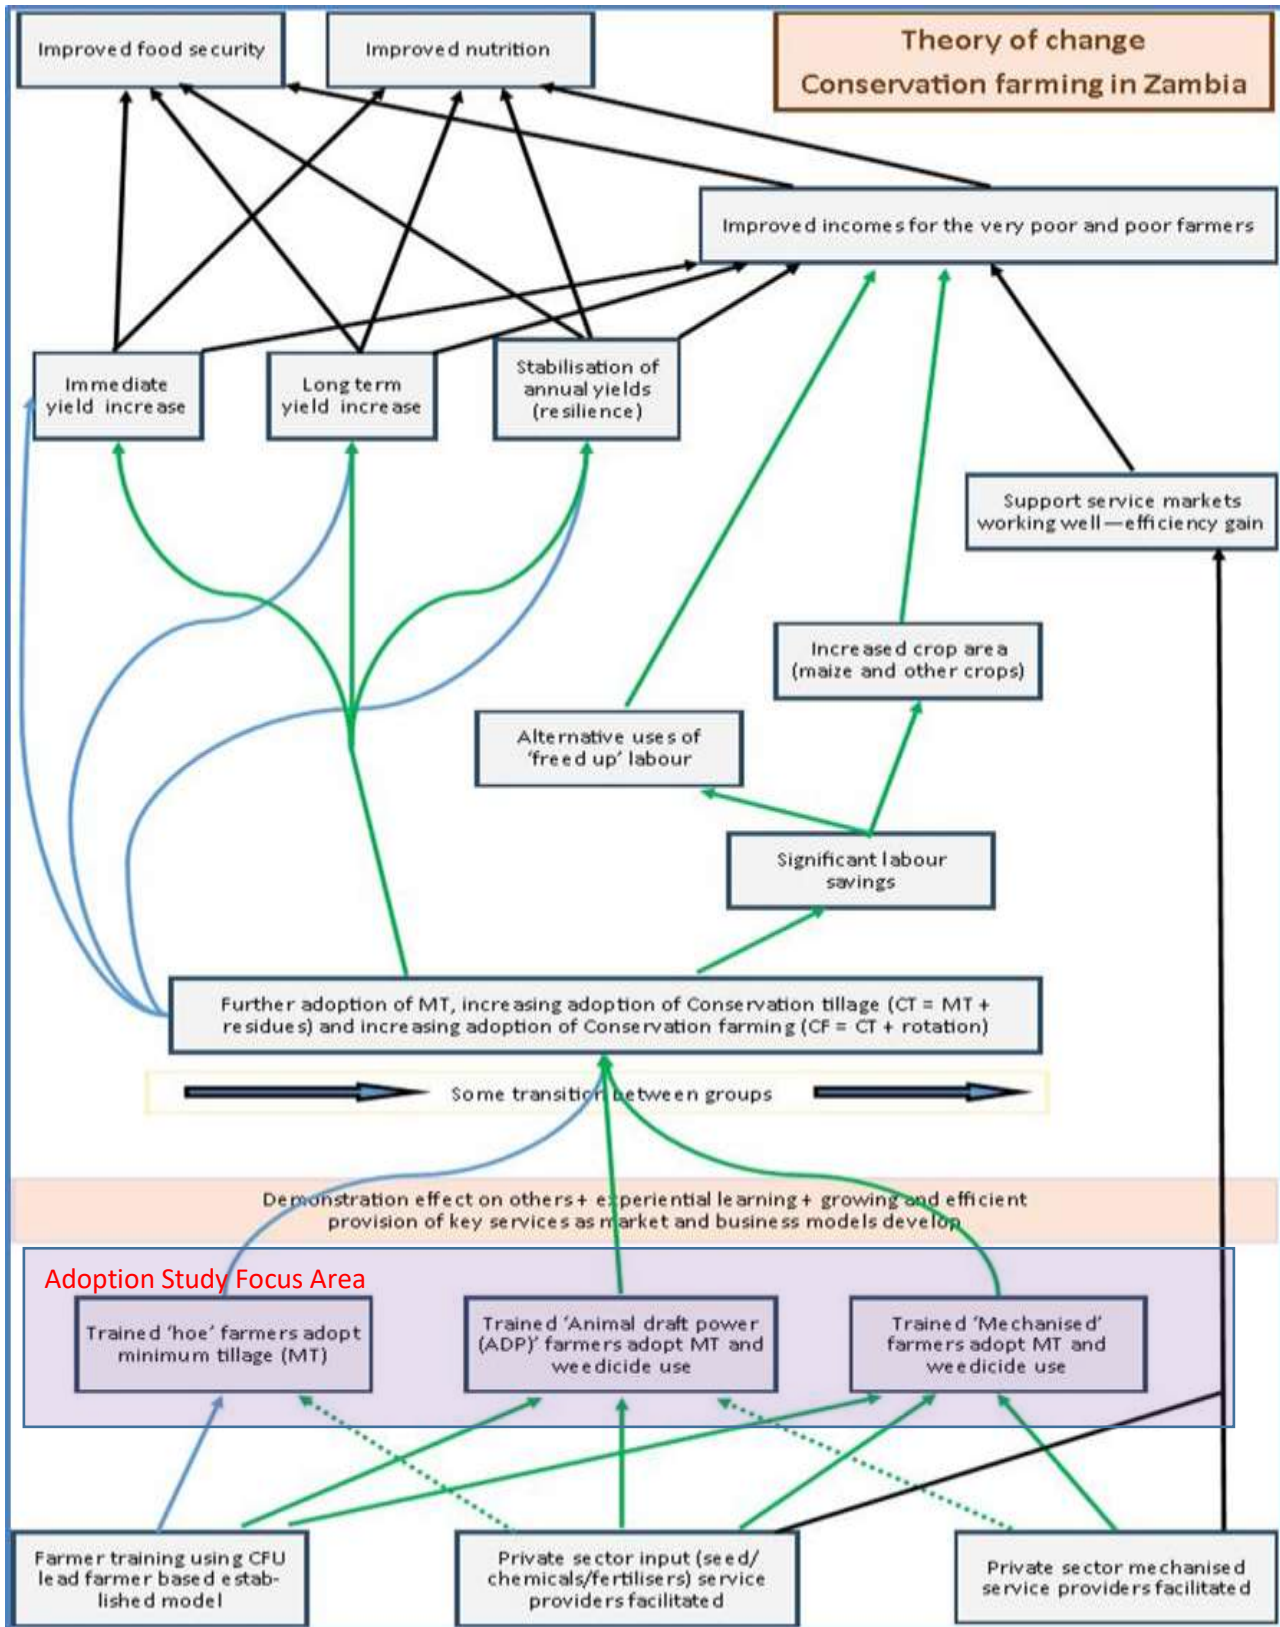 Improved food security
Improved nutrition
Theory of change
Conservation farming in Zambia
Improved incomes for the very poor and poor farmers
Immediate
yield increase
Long term
yield increase
Stabilisation of
annual yields
(resilience)
Support service markets
working well—efficiency gain
Increased crop area
(maize and other crops)
Alternative uses of
‘freed up’ labour
Significant labour
savings
Further adoption of MT, increasing adoption of Conservation tillage (CT = MT +
residues) and increasing adoption of Conservation farming (CF = CT + rotation)
Some transition between groups
Demonstration effect on others + experiential learning + growing and efficient
provision of key services as market and business models develop
Adoption Study Focus Area
Trained ‘hoe’ farmers adopt
minimum tillage (MT)
Trained ‘Animal draft power
(ADP)’ farmers adopt MT and
weedicide use
Trained ‘Mechanised’
farmers adopt MT and
weedicide use
Farmer training using CFU
lead farmer based estab-
lished model
Private sector input (seed/
chemicals/fertilisers) service
providers facilitated
Private sector mechanised
service providers facilitated